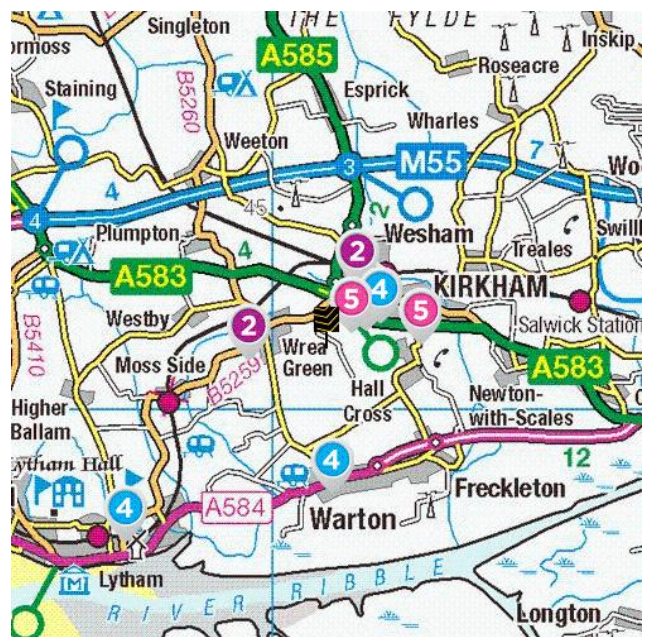 THE FYLDE
Singleton
Inskip
A585
Roseacre
Staining
B5260
Esprick
Wharles
Weeton
3
M55
7
4
4
45
2
Plumpton
2
Wesham
Treales
A583
4
5
4
5
KIRKHAM
Westby
2
Salwick Station
B5410
Moss Side
Wrea
Green
B5259
Hall
Cross
A583
Newton-
with-Scales
Higher
Ballam
Lytham Hall
4
4
12
A584
Freckleton
Warton
M
Lytham
RIVER RIBBLE
Longton